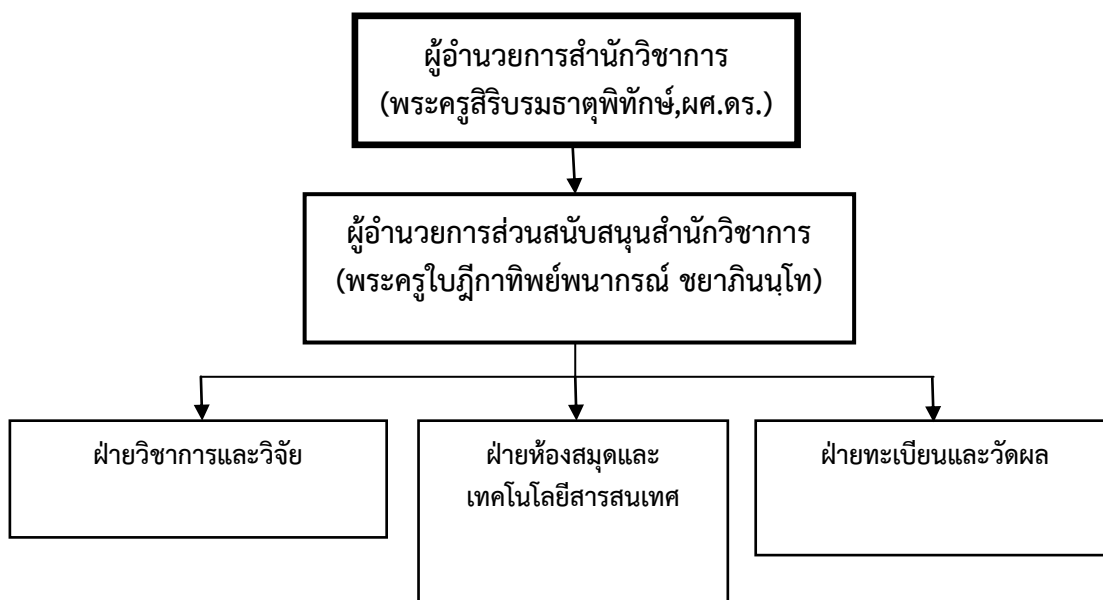 ผู้อำนวยการสำนักวิชาการ
(พระครูสิริบรมธาตุพิทักษ์,ผศ.ดร.)
ผู้อำนวยการส่วนสนับสนุนสำนักวิชาการ
(พระครูใบฎีกาทิพย์พนากรณ์ ชยาภินนฺโท)
ฝ่ายวิชาการและวิจัย
ฝ่ายห้องสมุดและ
เทคโนโลยีสารสนเทศ
ฝ่ายทะเบียนและวัดผล